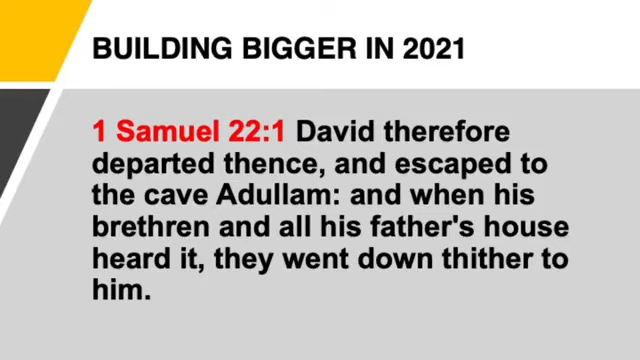 BUILDING BIGGER IN 2021
1 Samuel 22:1 David therefore
departed thence, and escaped to
the cave Adullam: and when his
brethren and all his father's house
heard it, they went down thither to
him.